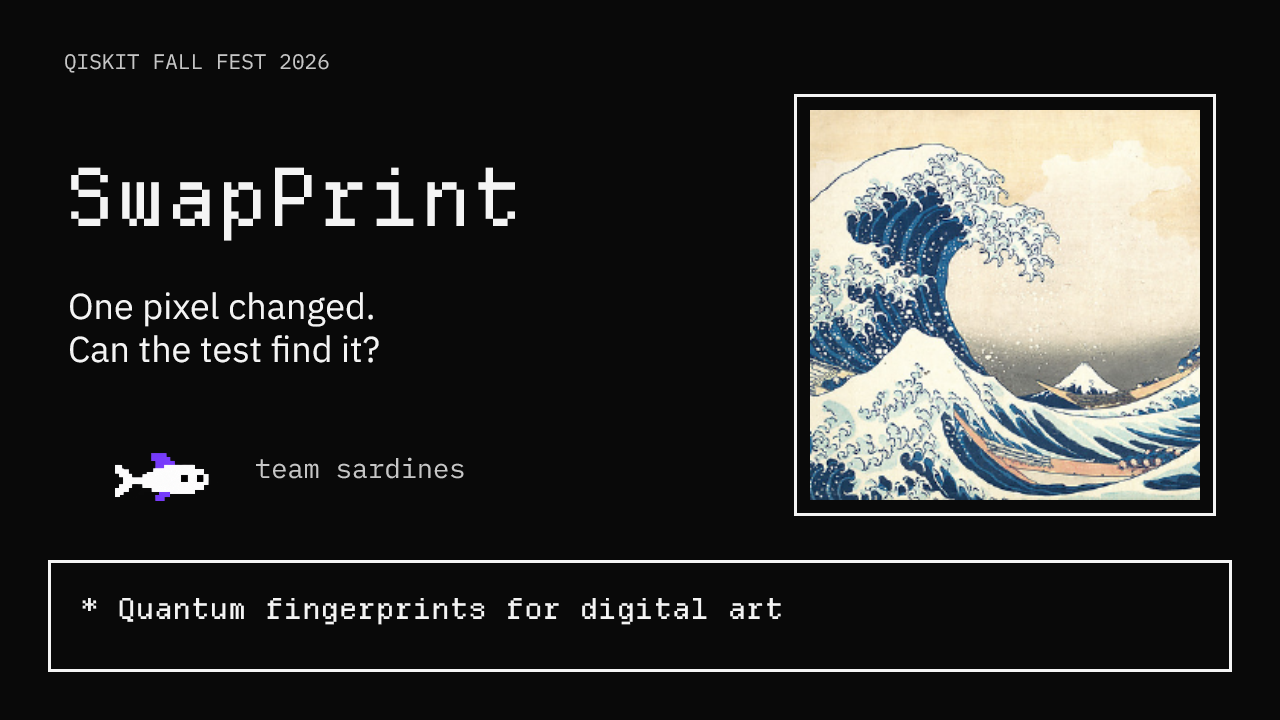 QISKIT FALL FEST 2026
SwapPrint
One pixel changed.
Can the test find it?
team sardines
* Quantum fingerprints for digital art